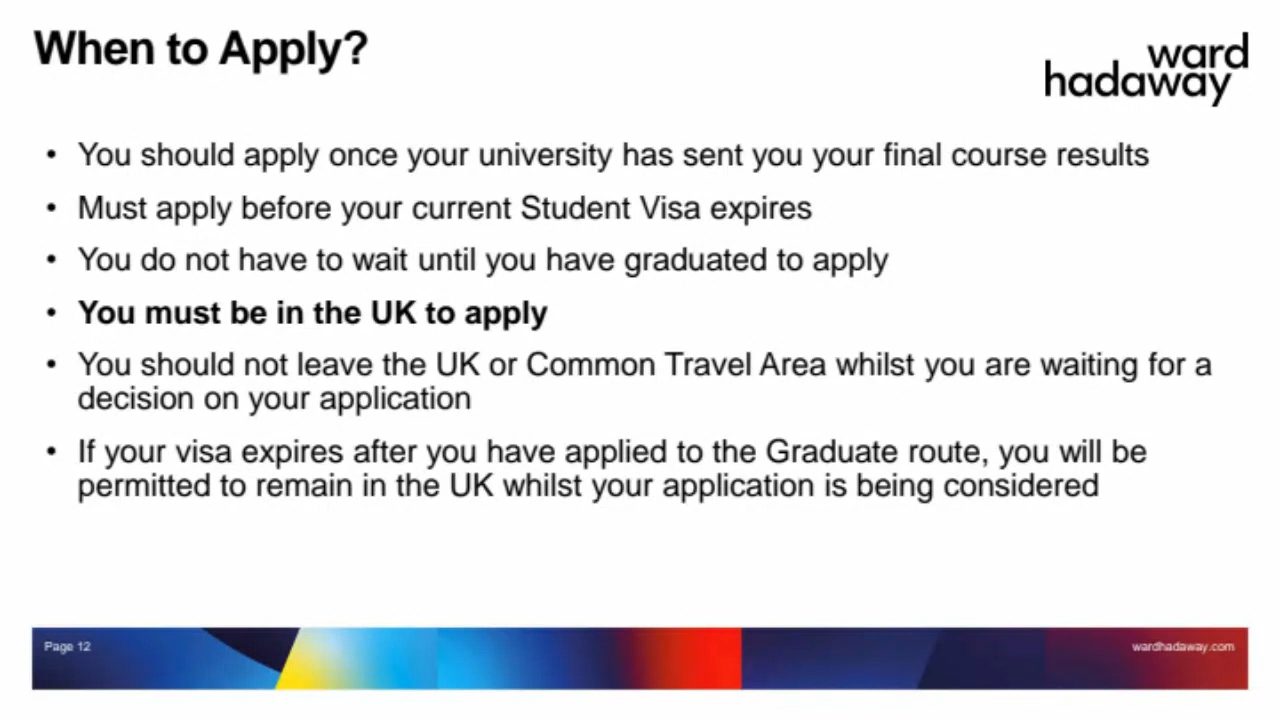 When to Apply?
ward
hadaway
• You should apply once your university has sent you your final course results
• Must apply before your current Student Visa expires
• You do not have to wait until you have graduated to apply
• You must be in the UK to apply
• You should not leave the UK or Common Travel Area whilst you are waiting for a
decision on your application
• If your visa expires after you have applied to the Graduate route, you will be
permitted to remain in the UK whilst your application is being considered
Page 12
wardhadaway.com